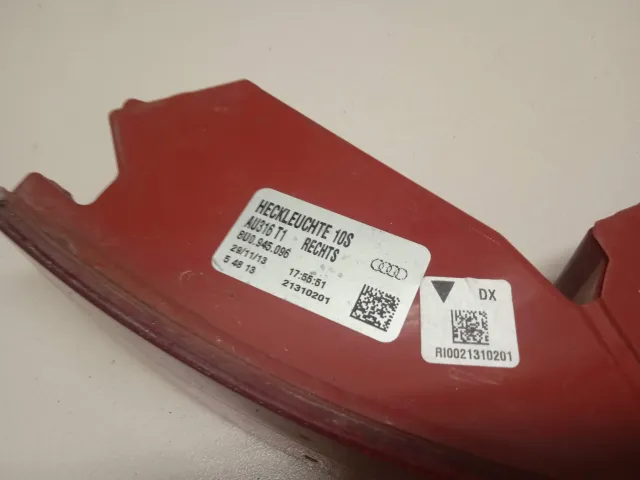 HECKLEUCHTE 10S
AU316 T1 RECHTS
8U0.945.096
29/11/13 17:55:51
5 48 13 21310201
DX
RI0021310201